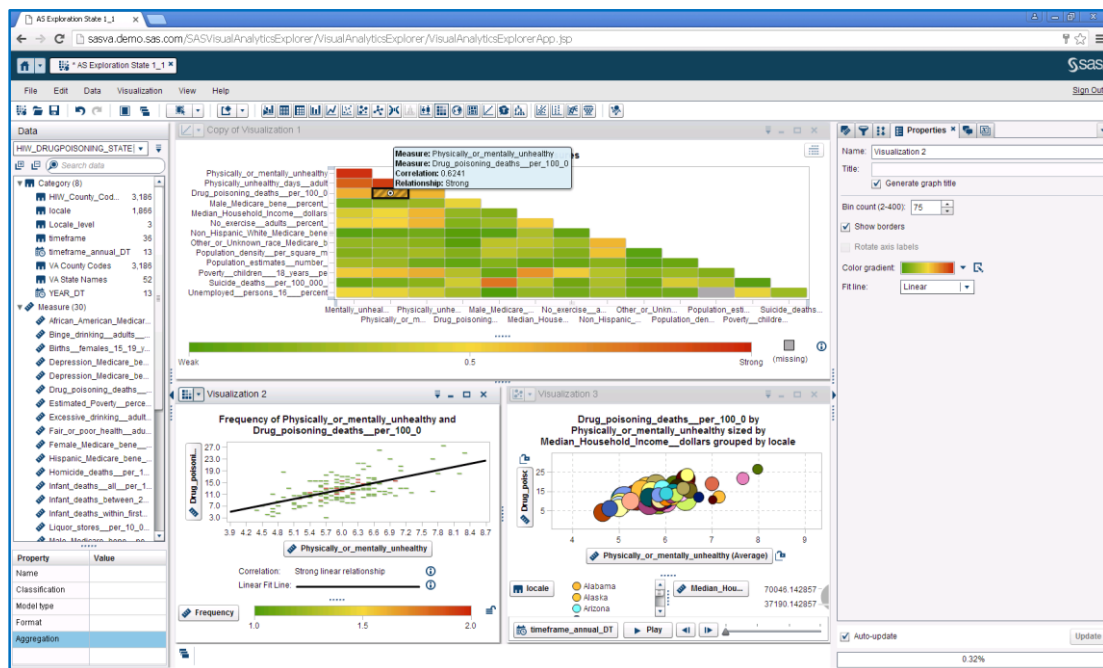 AS Exploration State 1_1 ×
sasva.demo.sas.com/SASVisualAnalyticsExplorer/VisualAnalyticsExplorer/VisualAnalyticsExplorerApp.jsp
* AS Exploration State 1_1 ×
sas
File Edit Data Visualization View Help
Sign Out
Data
HIW_DRUGPOISONING_STATE
Search data
Category (8)
HIW_County_Cod... 3,186
locale 1,866
Locale_level 3
timeframe 36
timeframe_annual_DT 13
VA County Codes 3,186
VA State Names 52
YEAR_DT 13
Measure (30)
African_American_Medicar...
Binge_drinking__adults__...
Births__females_15_19_y...
Depression_Medicare_be...
Depression_Medicare_be...
Drug_poisoning_deaths__...
Estimated_Poverty__perce...
Excessive_drinking__adult...
Fair_or_poor_health__adu...
Female_Medicare_bene__...
Hispanic_Medicare_bene_...
Homicide_deaths__per_1...
Infant_deaths__all__per_1...
Infant_deaths_between_2...
Infant_deaths_within_first...
Liquor_stores__per_10_0...
Male_Medicare_bene__pe...
Property Value
Name
Classification
Model type
Format
Aggregation
Copy of Visualization 1
Measure: Physically_or_mentally_unhealthy
Measure: Drug_poisoning_deaths__per_100_0
Correlation: 0.6241
Relationship: Strong
Physically_or_mentally_unhealthy
Physically_unhealthy_days__adult
Drug_poisoning_deaths__per_100_0
Male_Medicare_bene__percent_
Median_Household_Income__dollars
No_exercise__adults__percent_
Non_Hispanic_White_Medicare_bene
Other_or_Unknown_race_Medicare_b
Population_density__per_square_m
Population_estimates__number_
Poverty__children__18_years__pe
Suicide_deaths__per_100_000_
Unemployed__persons_16__percent
Mentally_unheal... Physically_unhe... Male_Medicare_... No_exercise__a... Other_or_Unkn... Population_esti... Suicide_deaths...
Physically_or_m... Drug_poisoning... Median_House... Non_Hispanic_... Population_den... Poverty__childre...
Weak 0.5 Strong (missing)
Visualization 2
Frequency of Physically_or_mentally_unhealthy and
Drug_poisoning_deaths__per_100_0
Drug_poisoni...
27.0
23.0
19.0
15.0
11.0
7.0
3.0
3.9 4.2 4.5 4.8 5.1 5.4 5.7 6.0 6.3 6.6 6.9 7.2 7.5 7.8 8.1 8.4 8.7
Physically_or_mentally_unhealthy
Correlation: Strong linear relationship
Linear Fit Line:
Frequency
1.0 1.5 2.0
Visualization 3
Drug_poisoning_deaths__per_100_0 by
Physically_or_mentally_unhealthy sized by
Median_Household_Income__dollars grouped by locale
Drug_poisc
25
15
5
4 5 6 7 8 9
Physically_or_mentally_unhealthy (Average)
locale
Alabama
Alaska
Arizona
Median_Hou...
70046.142857
37190.142857
timeframe_annual_DT Play
Properties ×
Name: Visualization 2
Title:
Generate graph title
Bin count (2-400): 75
Show borders
Rotate axis labels
Color gradient:
Fit line: Linear
Auto-update Update
0.32%